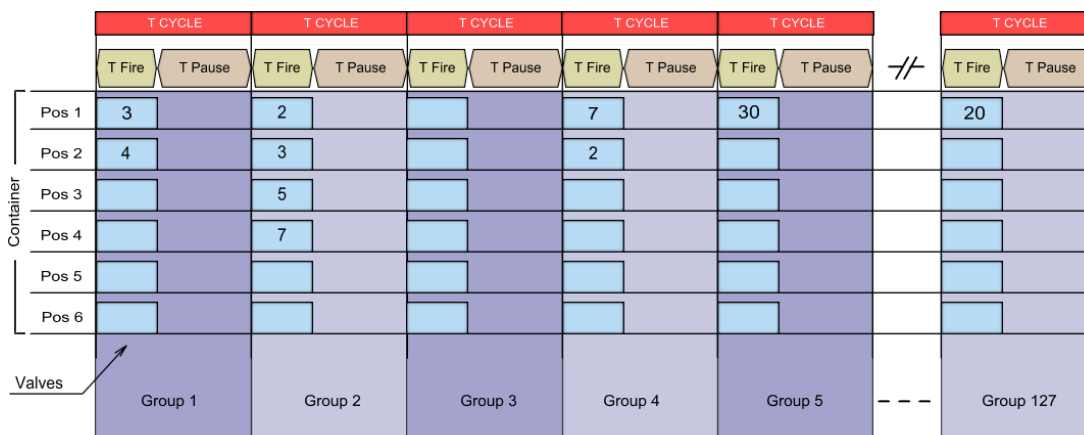 T CYCLE T CYCLE T CYCLE T CYCLE T CYCLE T CYCLE
T Fire T Pause T Fire T Pause T Fire T Pause T Fire T Pause T Fire T Pause T Fire T Pause
Pos 1 3 2 7 30 20
Pos 2 4 3 2
Pos 3 5
Pos 4 7
Pos 5
Pos 6
Container
Valves
Group 1 Group 2 Group 3 Group 4 Group 5 Group 127